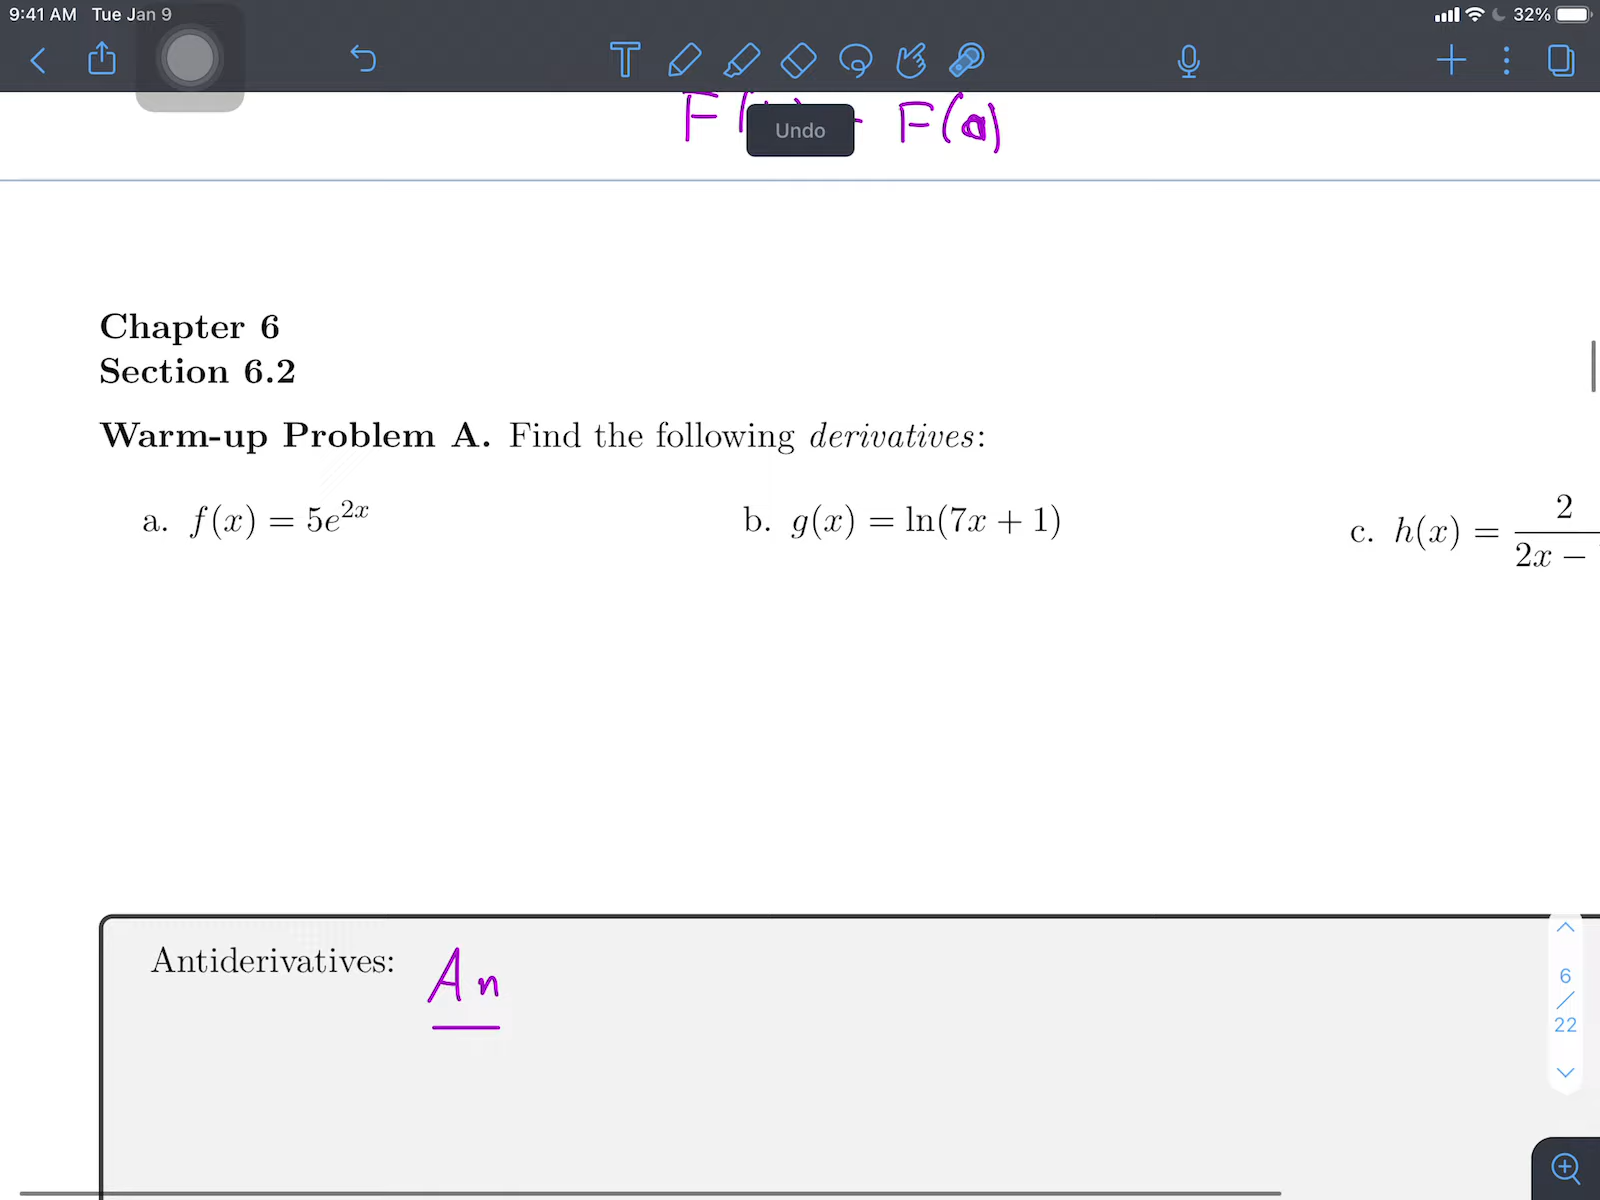 9:41 AM Tue Jan 9 32%
F( - F(a)
Undo
Chapter 6
Section 6.2
Warm-up Problem A. Find the following derivatives:
a. f(x) = 5e^{2x} b. g(x) = ln(7x + 1) c. h(x) = 2 / 2x −
Antiderivatives: An
6 / 22